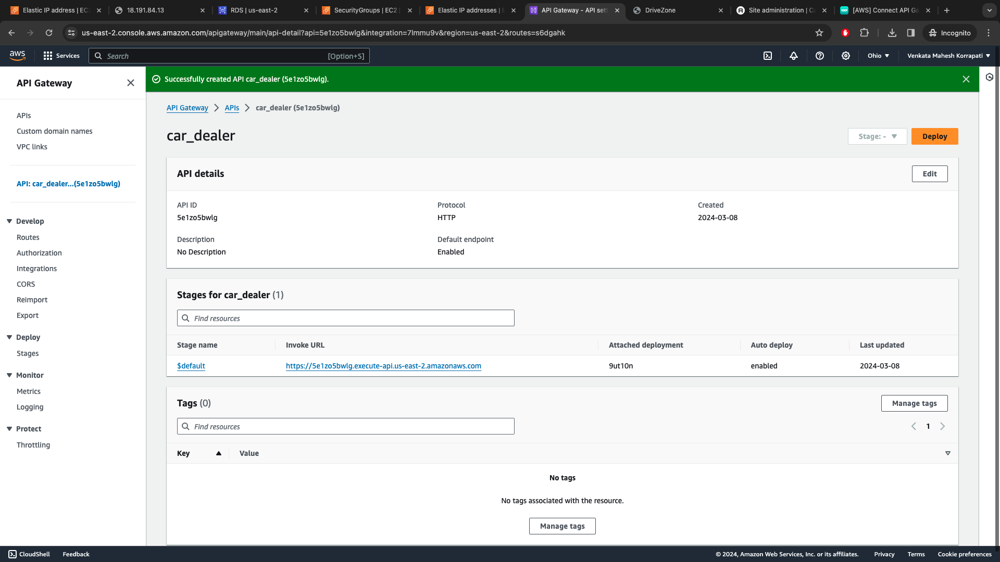 Elastic IP address | EC2
18.191.84.13
RDS | us-east-2
SecurityGroups | EC2 |
Elastic IP addresses | E
API Gateway - API sett
DriveZone
Site administration | Ca
[AWS] Connect API Ga
us-east-2.console.aws.amazon.com/apigateway/main/api-detail?api=5e1zo5bwlg&integration=7lmmu9v&region=us-east-2&routes=s6dgahk
Incognito
aws
Services
Search
[Option+S]
Ohio
Venkata Mahesh Korrapati
API Gateway
Successfully created API car_dealer (5e1zo5bwlg).
API Gateway
APIs
car_dealer (5e1zo5bwlg)
APIs
Custom domain names
VPC links
API: car_dealer...(5e1zo5bwlg)
Develop
Routes
Authorization
Integrations
CORS
Reimport
Export
Deploy
Stages
Monitor
Metrics
Logging
Protect
Throttling
car_dealer
Stage: -
Deploy
API details
Edit
API ID
Protocol
Created
5e1zo5bwlg
HTTP
2024-03-08
Description
Default endpoint
No Description
Enabled
Stages for car_dealer (1)
Find resources
Stage name
Invoke URL
Attached deployment
Auto deploy
Last updated
$default
https://5e1zo5bwlg.execute-api.us-east-2.amazonaws.com
9ut10n
enabled
2024-03-08
Tags (0)
Manage tags
Find resources
1
Key
Value
No tags
No tags associated with the resource.
Manage tags
CloudShell
Feedback
© 2024, Amazon Web Services, Inc. or its affiliates.
Privacy
Terms
Cookie preferences